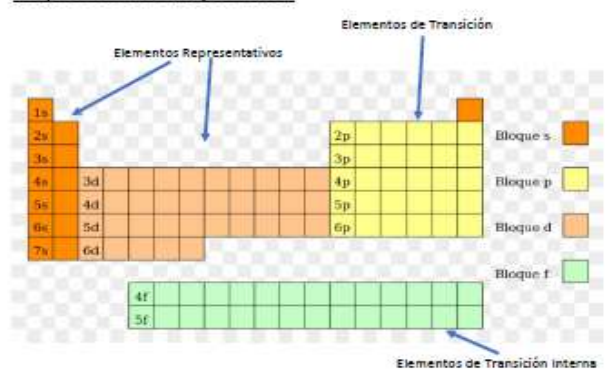 Elementos de Transición
Elementos Representativos
1s
2s 2p Bloque s
3s 3p
4s 3d 4p Bloque p
5s 4d 5p
6s 5d 6p Bloque d
7s 6d
Bloque f
4f
5f
Elementos de Transición Interna